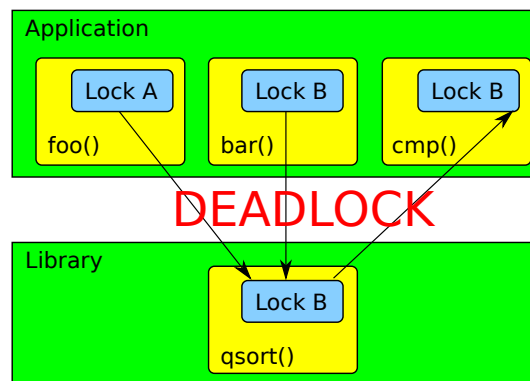 Application
Lock A
Lock B
Lock B
foo()
bar()
cmp()
DEADLOCK
Library
Lock B
qsort()